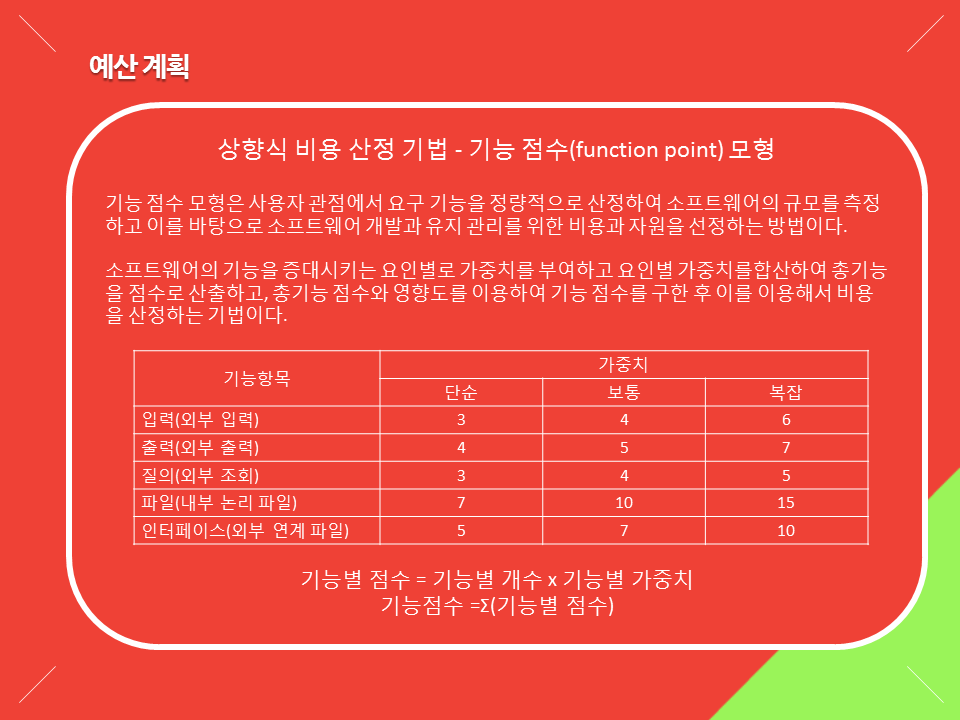 예산 계획
상향식 비용 산정 기법 - 기능 점수(function point) 모형
기능 점수 모형은 사용자 관점에서 요구 기능을 정량적으로 산정하여 소프트웨어의 규모를 측정
하고 이를 바탕으로 소프트웨어 개발과 유지 관리를 위한 비용과 자원을 선정하는 방법이다.
소프트웨어의 기능을 증대시키는 요인별로 가중치를 부여하고 요인별 가중치를합산하여 총기능
을 점수로 산출하고, 총기능 점수와 영향도를 이용하여 기능 점수를 구한 후 이를 이용해서 비용
을 산정하는 기법이다.
기능항목 가중치
단순 보통 복잡
입력(외부 입력) 3 4 6
출력(외부 출력) 4 5 7
질의(외부 조회) 3 4 5
파일(내부 논리 파일) 7 10 15
인터페이스(외부 연계 파일) 5 7 10
기능별 점수 = 기능별 개수 x 기능별 가중치
기능점수 =Σ(기능별 점수)